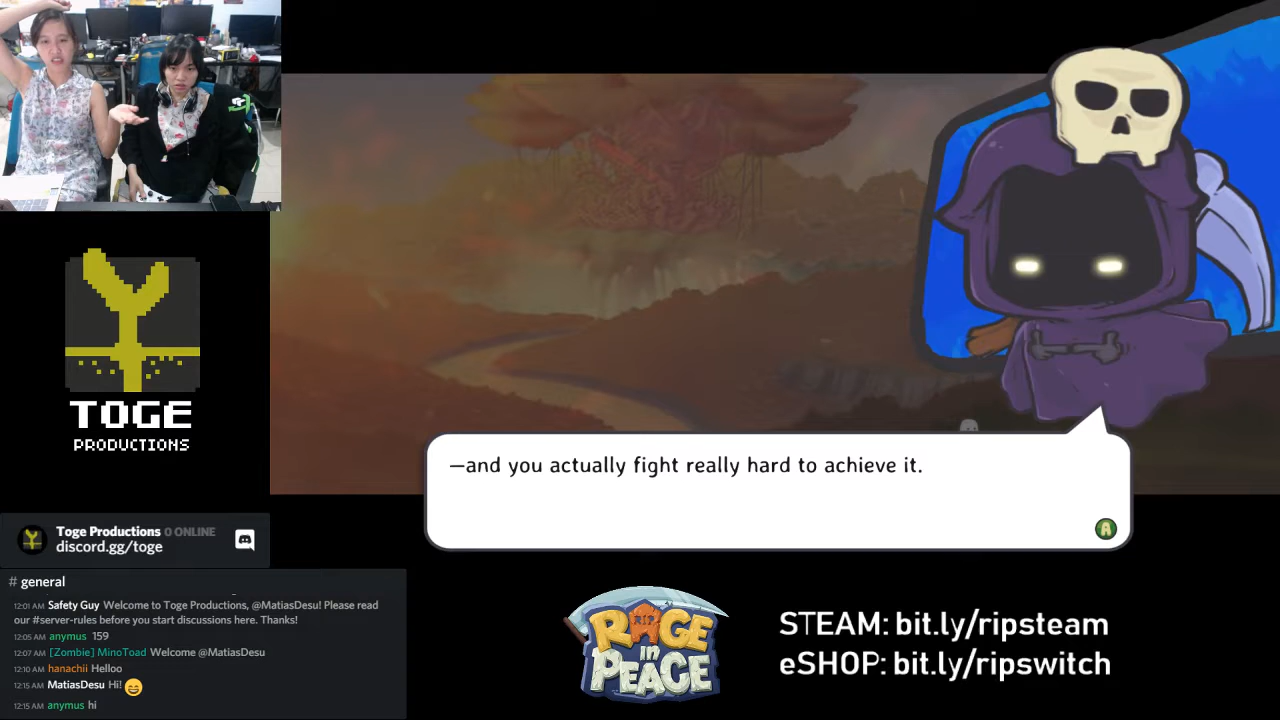 —and you actually fight really hard to achieve it.
A
TOGE
PRODUCTIONS
Toge Productions 0 ONLINE
discord.gg/toge
# general
12:01 AM Safety Guy Welcome to Toge Productions, @MatiasDesu! Please read
our #server-rules before you start discussions here. Thanks!
12:05 AM anymus 159
12:07 AM [Zombie] MinoToad Welcome @MatiasDesu
12:10 AM hanachii Helloo
12:15 AM MatiasDesu Hi! 😄
12:15 AM anymus hi
RIP
RAGE
in
PEACE
STEAM: bit.ly/ripsteam
eSHOP: bit.ly/ripswitch